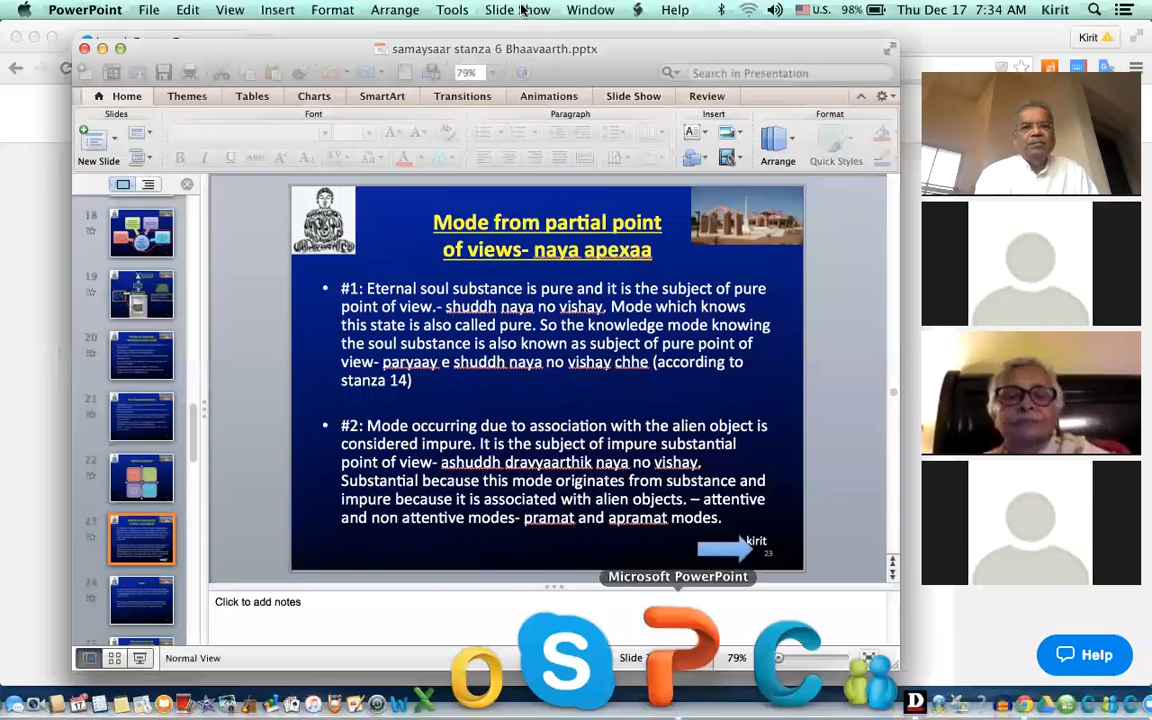 PowerPoint File Edit View Insert Format Arrange Tools Slide Show Window Help U.S. 98% Thu Dec 17 7:34 AM Kirit
samaysaar stanza 6 Bhaavaarth.pptx
Kirit
79% Search in Presentation
Home Themes Tables Charts SmartArt Transitions Animations Slide Show Review
Slides Font Paragraph Insert Format
New Slide Arrange Quick Styles
18
19
20
21
22
23
24
Mode from partial point
of views- naya apexaa
• #1: Eternal soul substance is pure and it is the subject of pure
point of view.- shuddh naya no vishay. Mode which knows
this state is also called pure. So the knowledge mode knowing
the soul substance is also known as subject of pure point of
view- paryaay e shuddh naya no vishay chhe (according to
stanza 14)
• #2: Mode occurring due to association with the alien object is
considered impure. It is the subject of impure substantial
point of view- ashuddh dravyaarthik naya no vishay.
Substantial because this mode originates from substance and
impure because it is associated with alien objects. – attentive
and non attentive modes- pramat and apramat modes.
kirit
23
Microsoft PowerPoint
Click to add notes
Normal View Slide 79%
Help